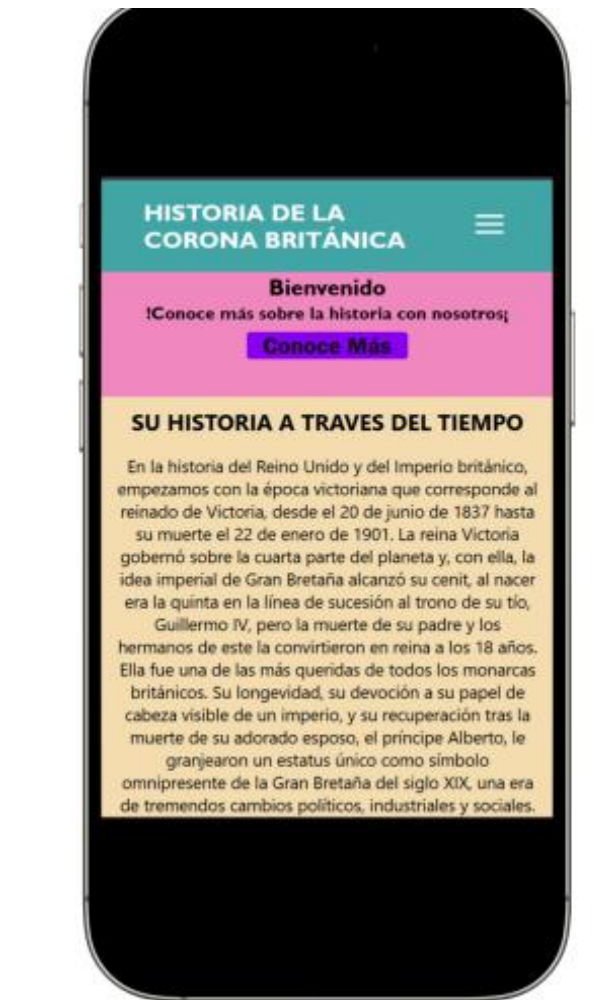 HISTORIA DE LA
CORONA BRITÁNICA
Bienvenido
!Conoce más sobre la historia con nosotros¡
Conoce Más
SU HISTORIA A TRAVES DEL TIEMPO
En la historia del Reino Unido y del Imperio británico,
empezamos con la época victoriana que corresponde al
reinado de Victoria, desde el 20 de junio de 1837 hasta
su muerte el 22 de enero de 1901. La reina Victoria
gobernó sobre la cuarta parte del planeta y, con ella, la
idea imperial de Gran Bretaña alcanzó su cenit, al nacer
era la quinta en la línea de sucesión al trono de su tío,
Guillermo IV, pero la muerte de su padre y los
hermanos de este la convirtieron en reina a los 18 años.
Ella fue una de las más queridas de todos los monarcas
británicos. Su longevidad, su devoción a su papel de
cabeza visible de un imperio, y su recuperación tras la
muerte de su adorado esposo, el príncipe Alberto, le
granjearon un estatus único como símbolo
omnipresente de la Gran Bretaña del siglo XIX, una era
de tremendos cambios políticos, industriales y sociales.